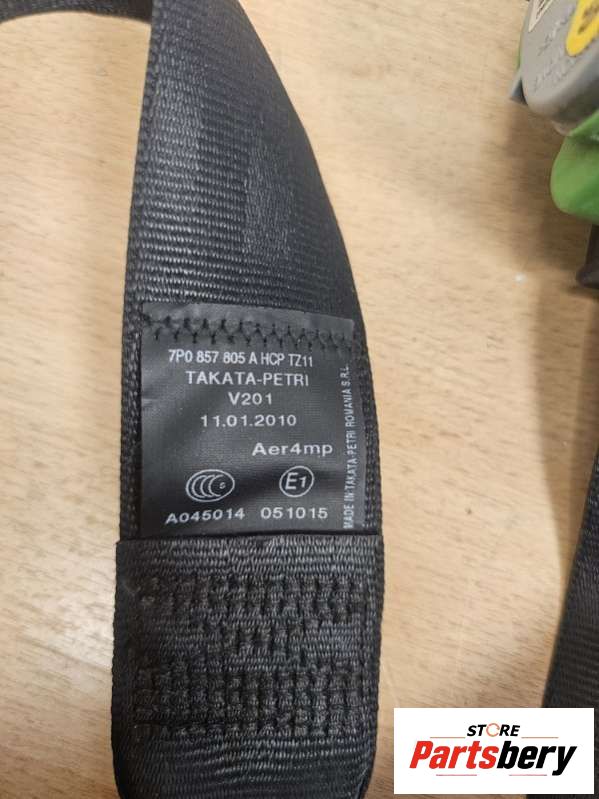 7P0 857 805 A HCP TZ11
TAKATA-PETRI
V201
11.01.2010
Aer4mp
CCC S E1
A045014 051015
MADE IN TAKATA-PETRI ROMANIA S.R.L.
STORE
Partsbery